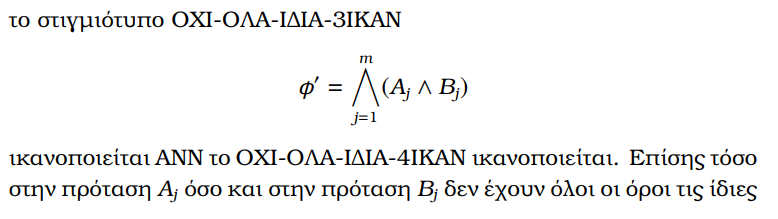 το στιγμιότυπο ΟΧΙ-ΟΛΑ-ΙΔΙΑ-3ΙΚΑΝ
φ′ = ⋀_{j=1}^{m} (A_j ∧ B_j)
ικανοποιείται ΑΝΝ το ΟΧΙ-ΟΛΑ-ΙΔΙΑ-4ΙΚΑΝ ικανοποιείται. Επίσης τόσο
στην πρόταση A_j όσο και στην πρόταση B_j δεν έχουν όλοι οι όροι τις ίδιες